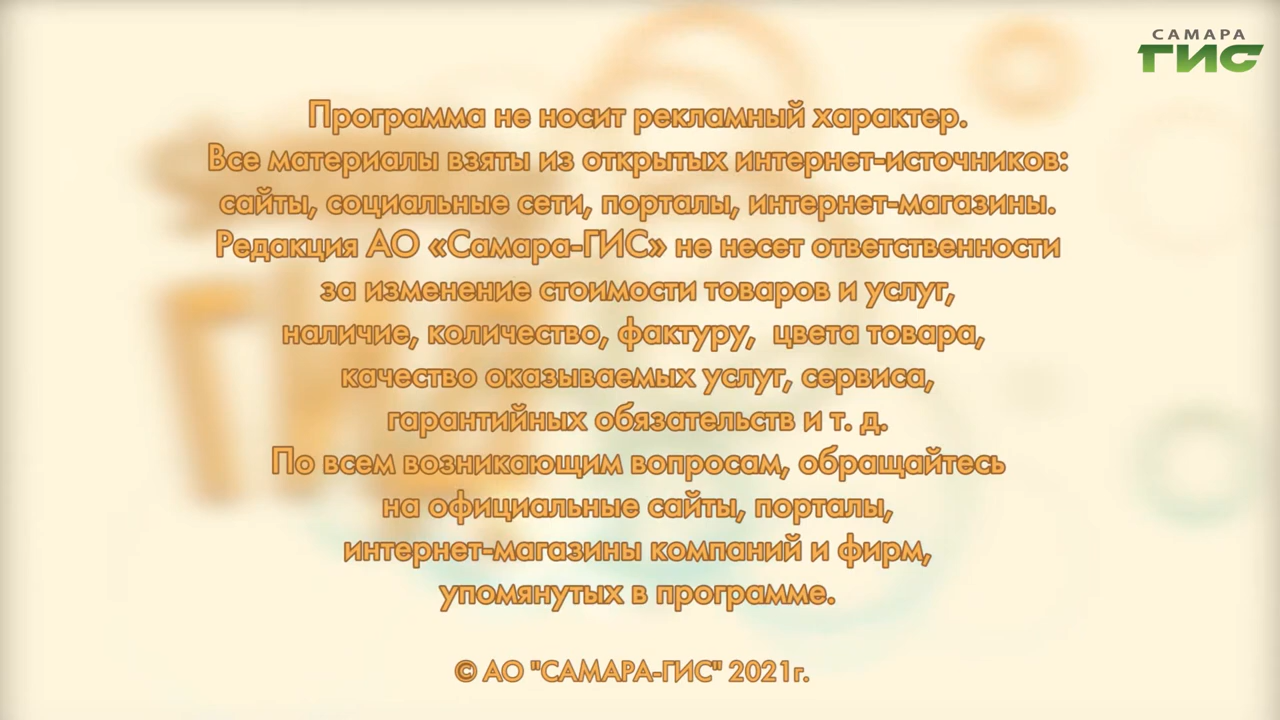 САМАРА
ГИС
Программа не носит рекламный характер.
Все материалы взяты из открытых интернет-источников:
сайты, социальные сети, порталы, интернет-магазины.
Редакция АО «Самара-ГИС» не несет ответственности
за изменение стоимости товаров и услуг,
наличие, количество, фактуру,  цвета товара,
качество оказываемых услуг, сервиса,
гарантийных обязательств и т. д.
По всем возникающим вопросам, обращайтесь
на официальные сайты, порталы,
интернет-магазины компаний и фирм,
упомянутых в программе.
© АО "САМАРА-ГИС" 2021г.